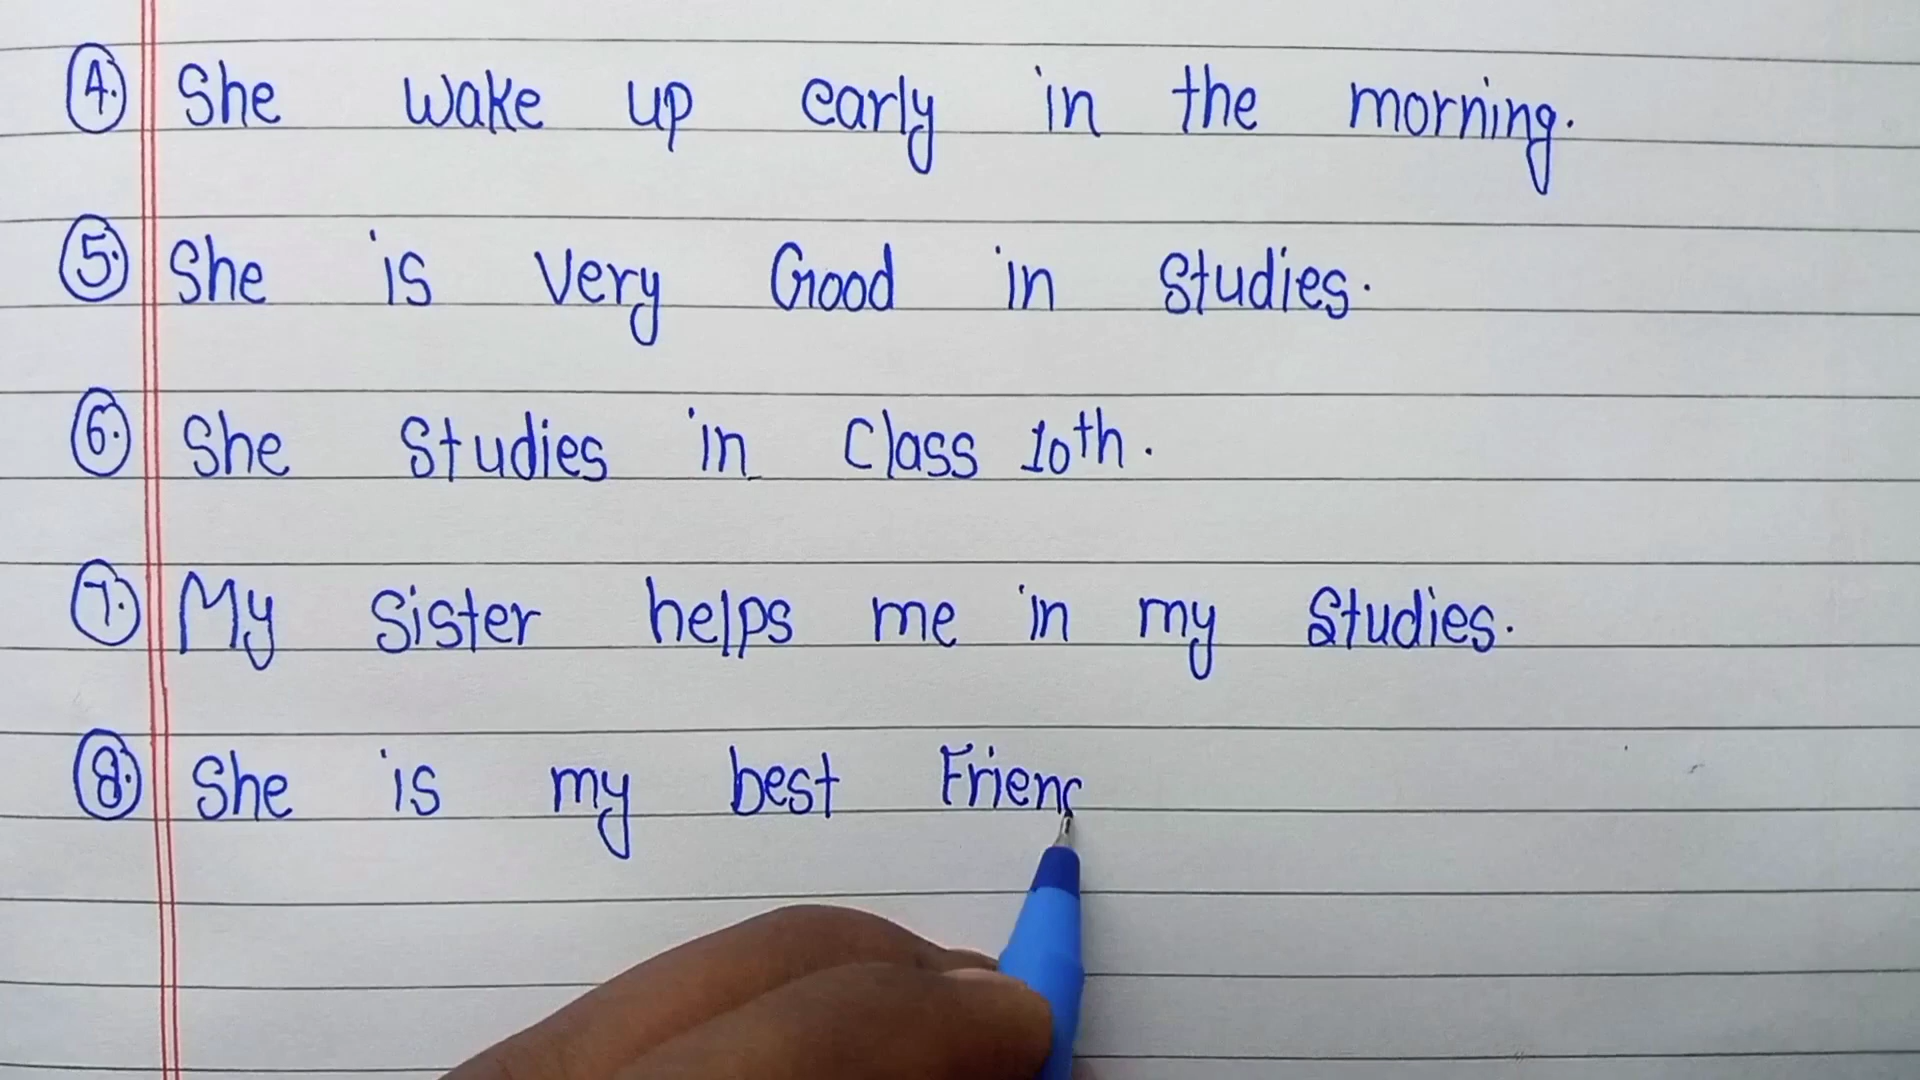 4. She wake up early in the morning.
5. She is very Good in studies.
6. She studies in class 10th.
7. My sister helps me in my studies.
8. She is my best Frien